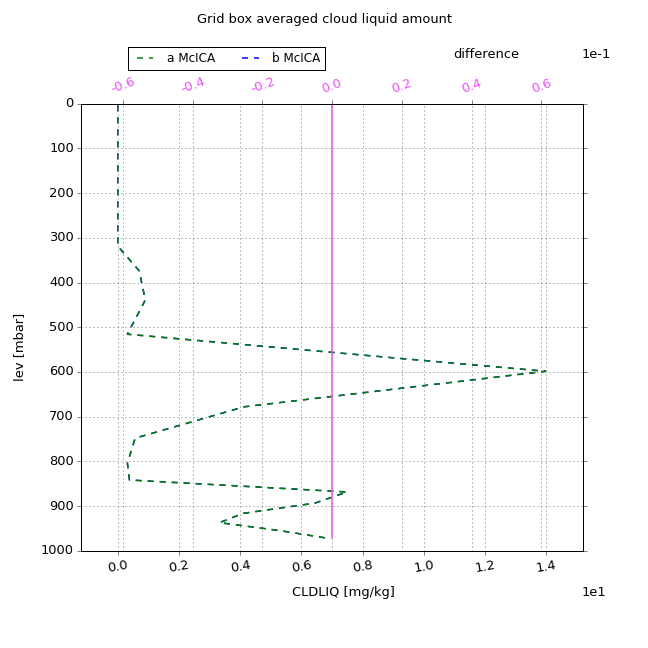 Grid box averaged cloud liquid amount
a McICA b McICA
difference 1e-1
-0.6 -0.4 -0.2 0.0 0.2 0.4 0.6
0
100
200
300
400
500
600
700
800
900
1000
lev [mbar]
0.0 0.2 0.4 0.6 0.8 1.0 1.2 1.4
CLDLIQ [mg/kg] 1e1